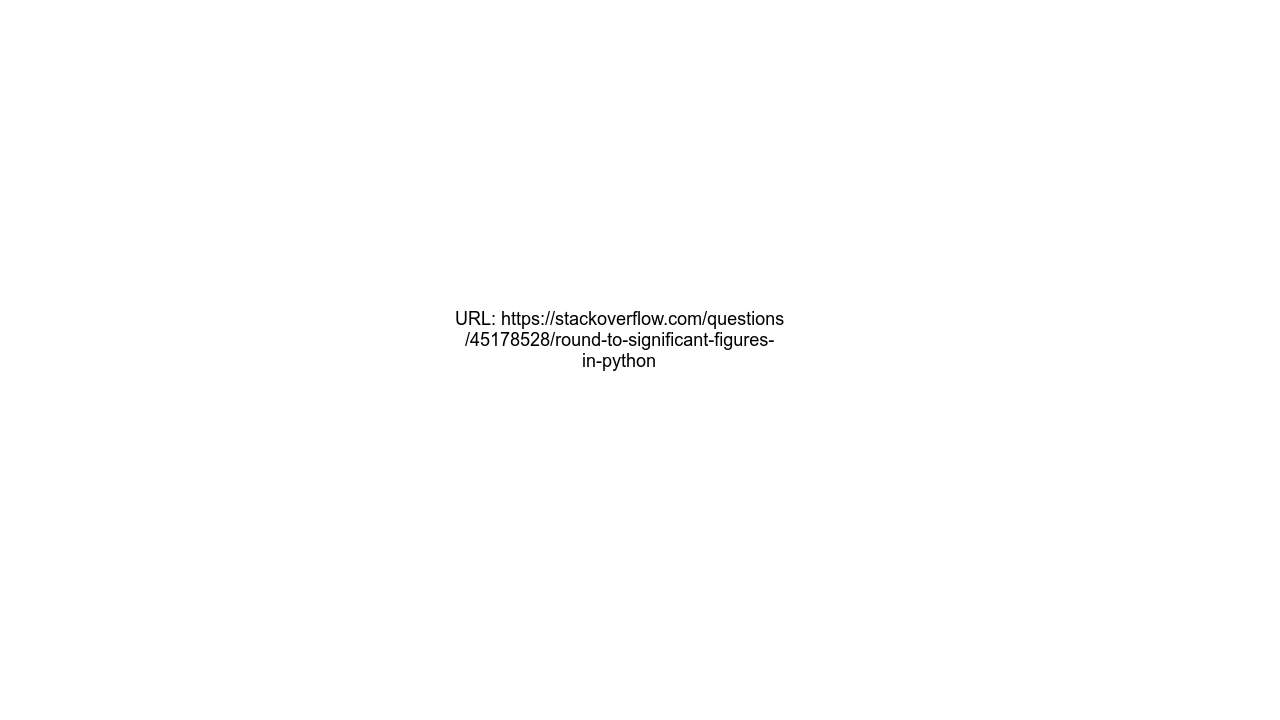 URL: https://stackoverflow.com/questions
/45178528/round-to-significant-figures-
in-python